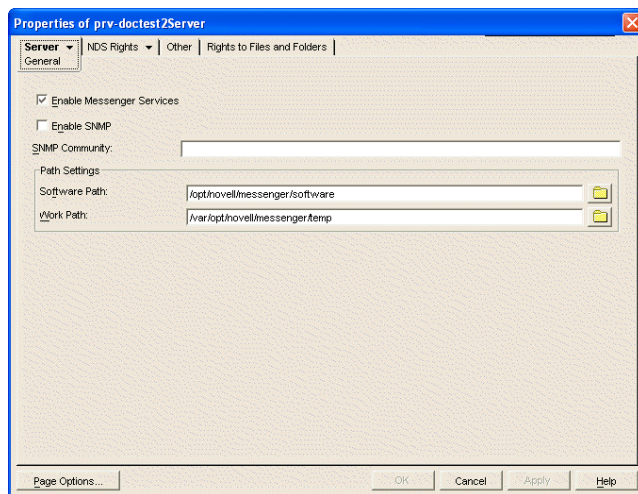 Properties of prv-doctest2Server
Server NDS Rights Other Rights to Files and Folders
General
Enable Messenger Services
Enable SNMP
SNMP Community:
Path Settings
Software Path: /opt/novell/messenger/software
Work Path: /var/opt/novell/messenger/temp
Page Options... OK Cancel Apply Help